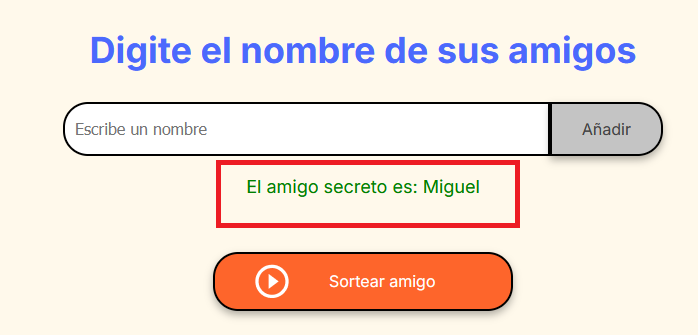 Digite el nombre de sus amigos
Escribe un nombre
Añadir
El amigo secreto es: Miguel
Sortear amigo